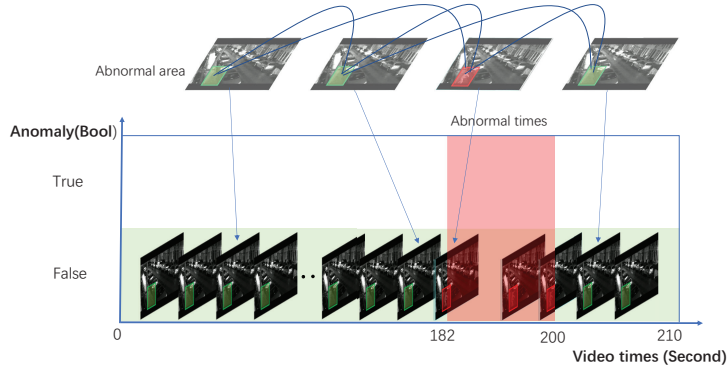 Abnormal area
Abnormal times
Anomaly(Bool)
True
False
0
182
200
210
Video times (Second)